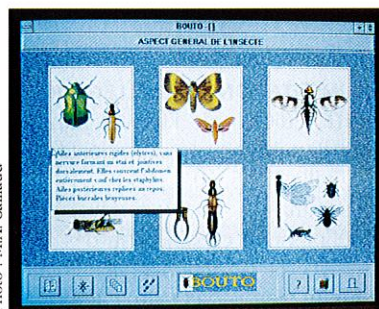 BOUTO - [ ]
ASPECT GENERAL DE L'INSECTE
Ailes antérieures rigides (élytres), sans
nervure formant un étui et jointives
dorsalement. Elles couvrent l'abdomen
entièrement sauf chez les staphylins.
Ailes postérieures repliées au repos.
Pièces buccales broyeuses.
BOUTO
?